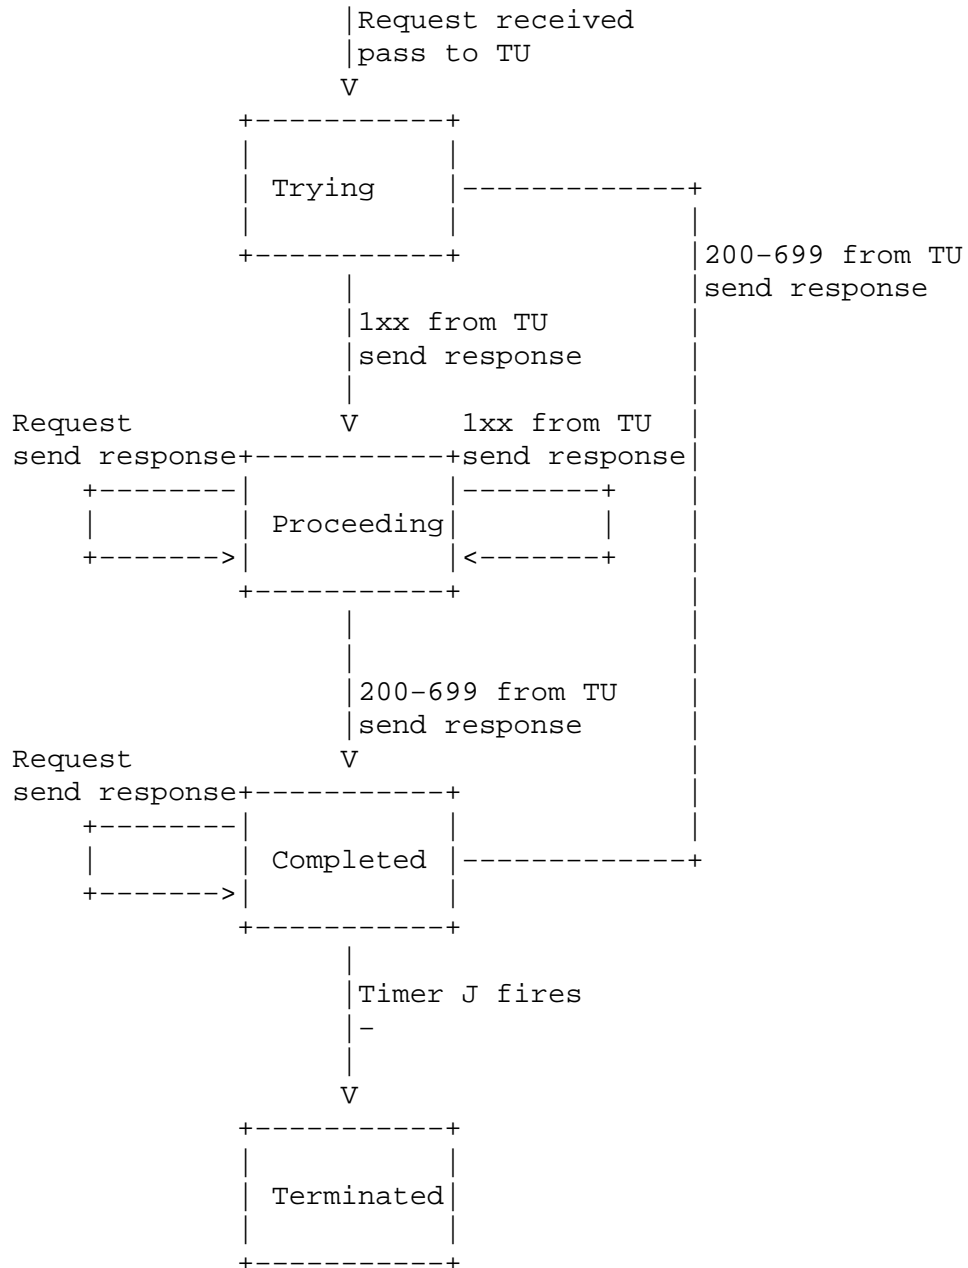 Request received
pass to TU
Trying
200-699 from TU
send response
1xx from TU
send response
Request
send response
1xx from TU
send response
Proceeding
200-699 from TU
send response
Request
send response
Completed
Timer J fires
-
Terminated